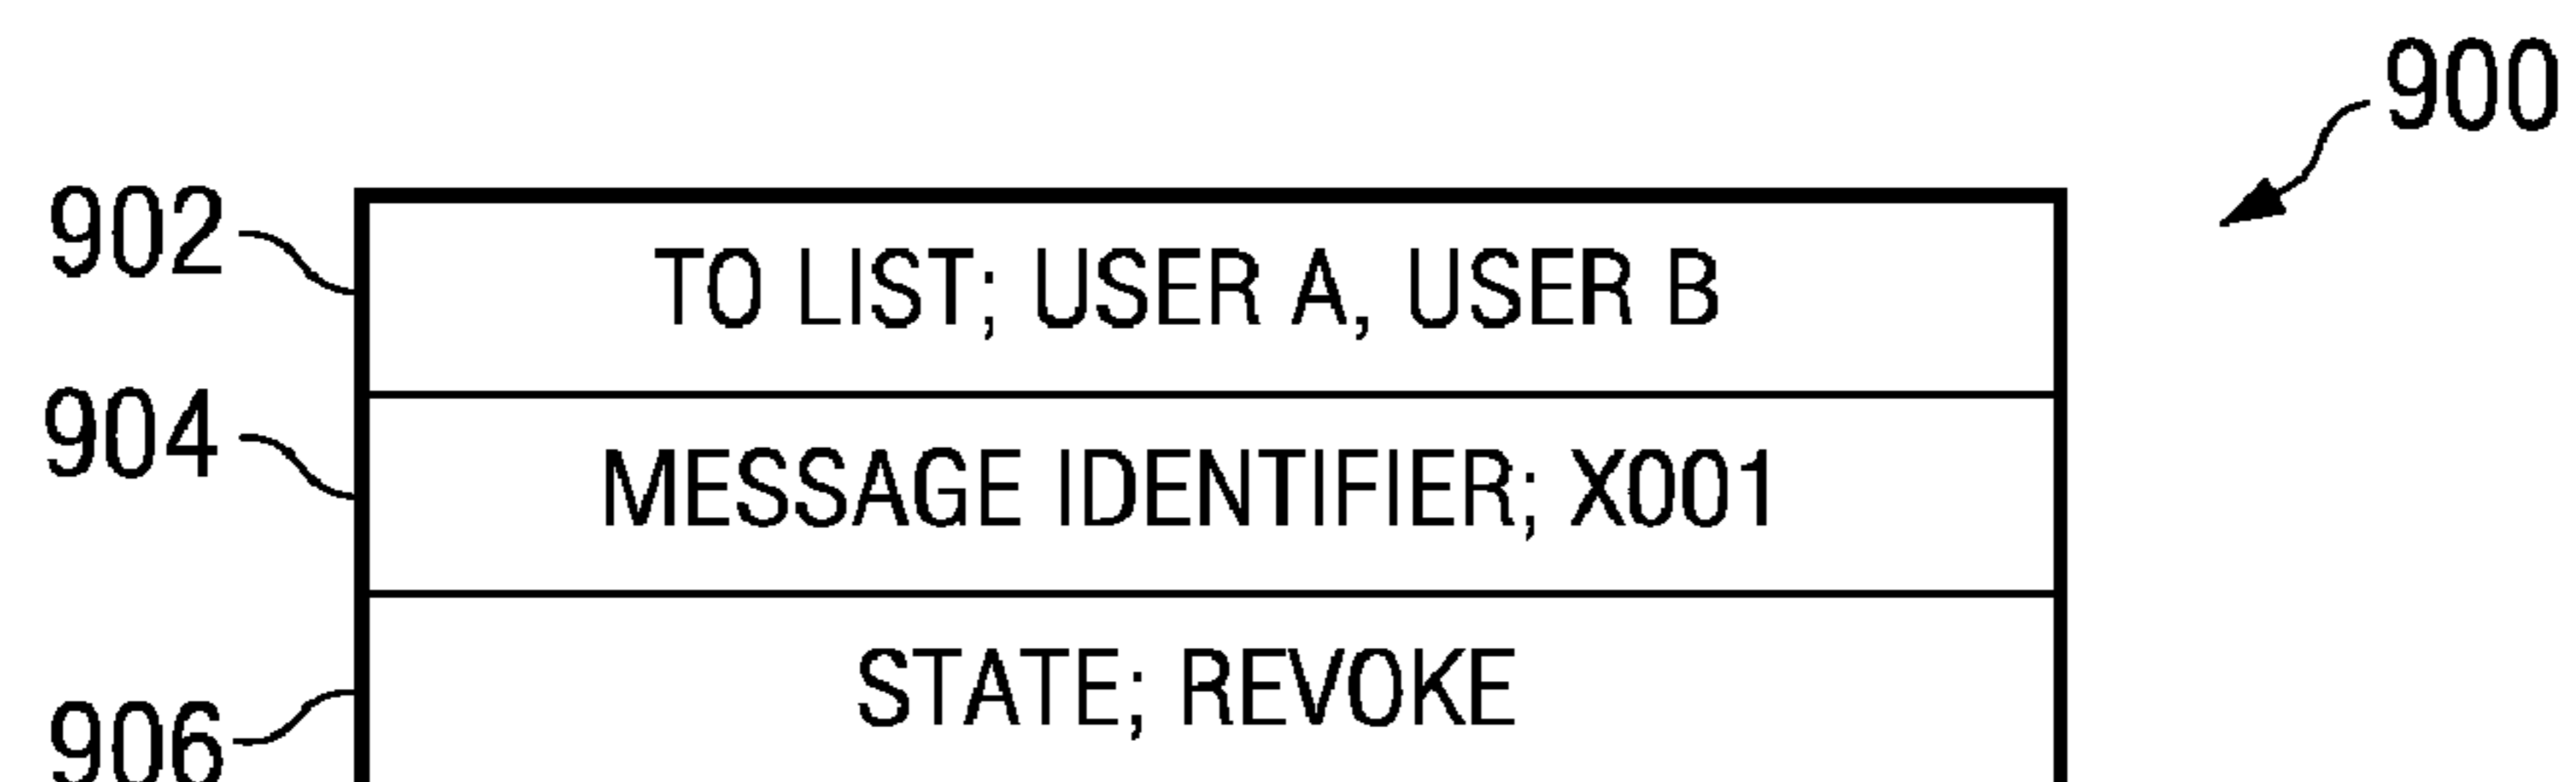 900
902 TO LIST; USER A, USER B
904 MESSAGE IDENTIFIER; X001
906 STATE; REVOKE